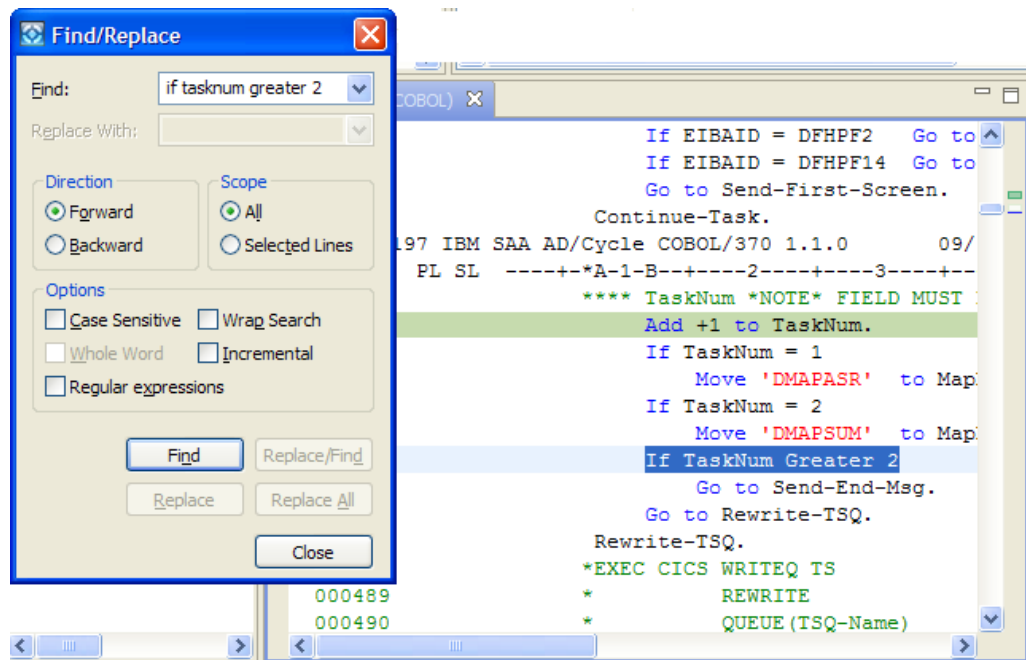 Find/Replace
Find: if tasknum greater 2
Replace With:
Direction
Forward
Backward
Scope
All
Selected Lines
Options
Case Sensitive
Wrap Search
Whole Word
Incremental
Regular expressions
Find
Replace/Find
Replace
Replace All
Close
COBOL)
If EIBAID = DFHPF2 Go to
If EIBAID = DFHPF14 Go to
Go to Send-First-Screen.
Continue-Task.
197 IBM SAA AD/Cycle COBOL/370 1.1.0 09/
PL SL ----+-*A-1-B--+----2----+----3----+--
**** TaskNum *NOTE* FIELD MUST
Add +1 to TaskNum.
If TaskNum = 1
Move 'DMAPASR' to Map
If TaskNum = 2
Move 'DMAPSUM' to Map
If TaskNum Greater 2
Go to Send-End-Msg.
Go to Rewrite-TSQ.
Rewrite-TSQ.
*EXEC CICS WRITEQ TS
000489 * REWRITE
000490 * QUEUE(TSQ-Name)